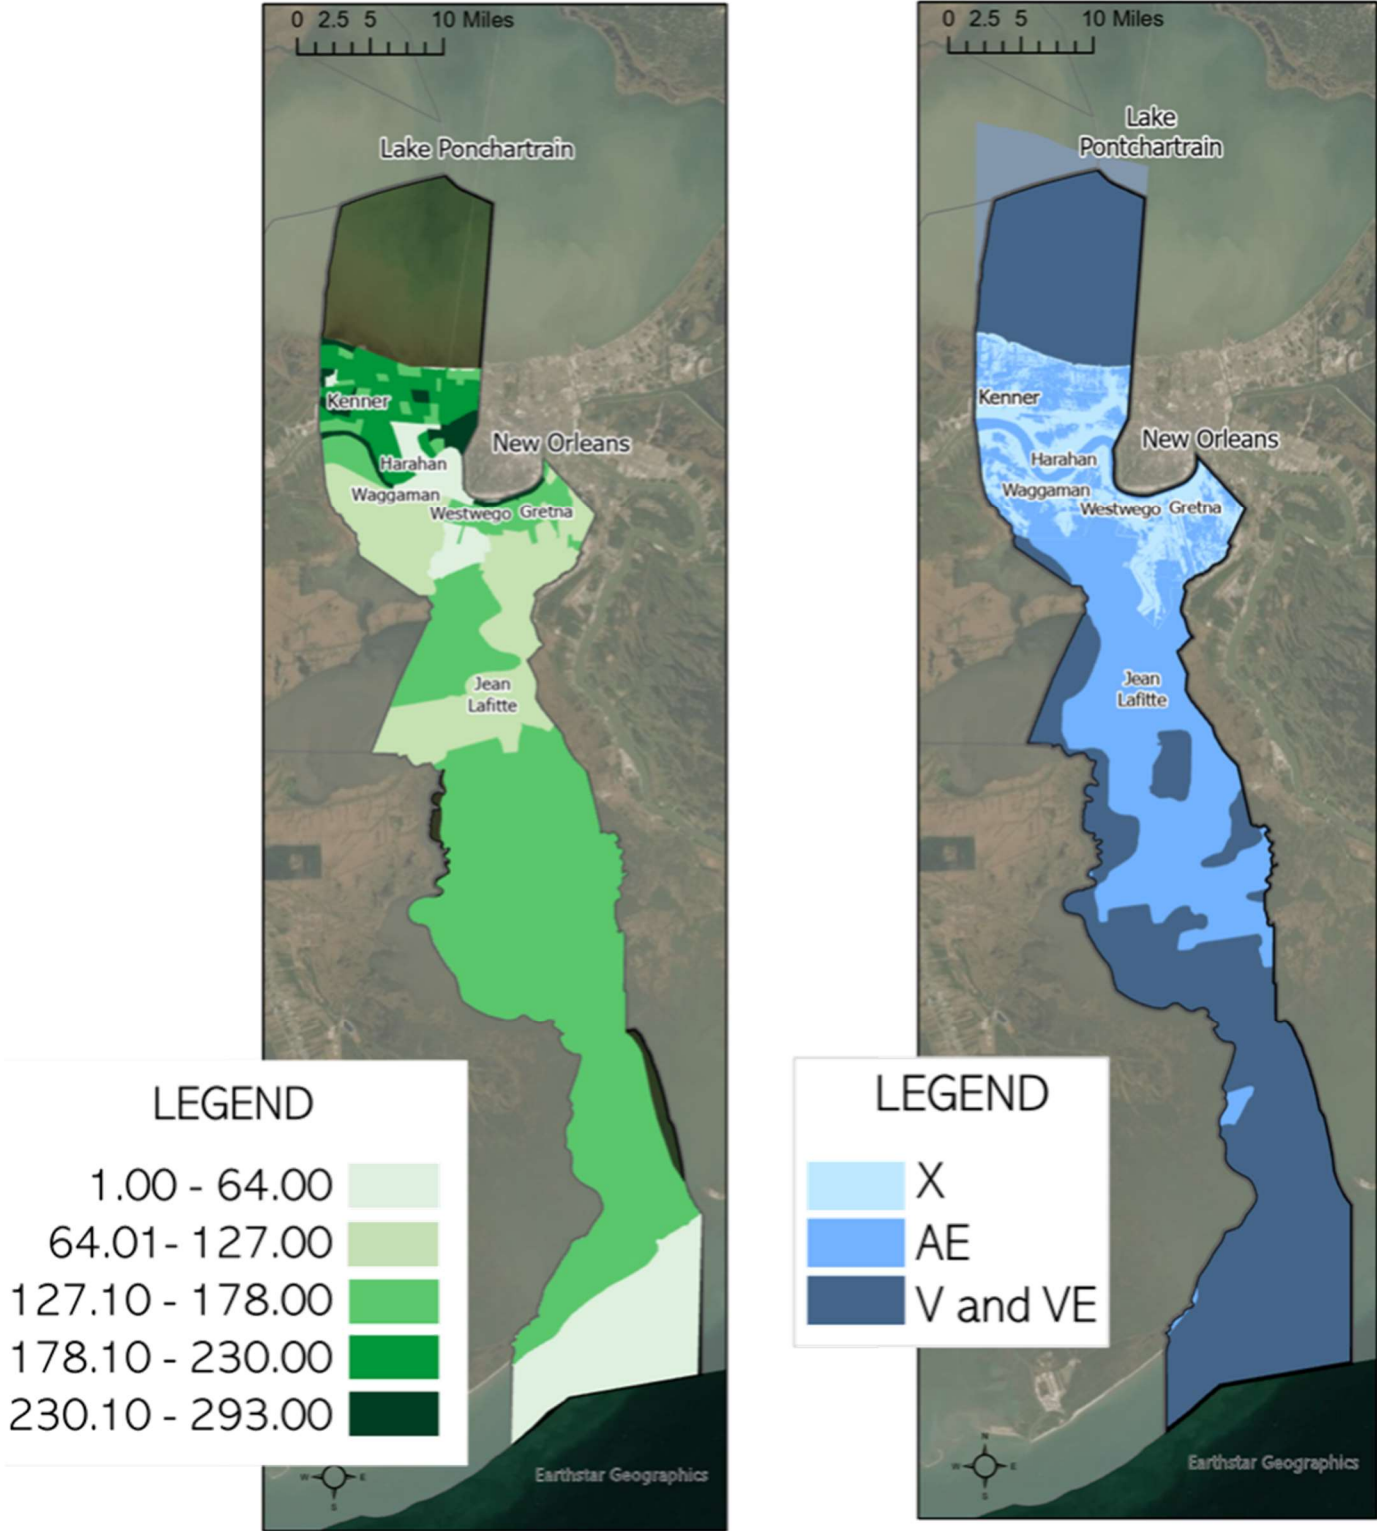 0 2.5 5 10 Miles
Lake Ponchartrain
Kenner
New Orleans
Harahan
Waggaman
Westwego Gretna
Jean
Lafitte
LEGEND
1.00 - 64.00
64.01- 127.00
127.10 - 178.00
178.10 - 230.00
230.10 - 293.00
N
W E
S
Earthstar Geographics
0 2.5 5 10 Miles
Lake
Pontchartrain
Kenner
New Orleans
Harahan
Waggaman
Westwego Gretna
Jean
Lafitte
LEGEND
X
AE
V and VE
N
W E
S
Earthstar Geographics